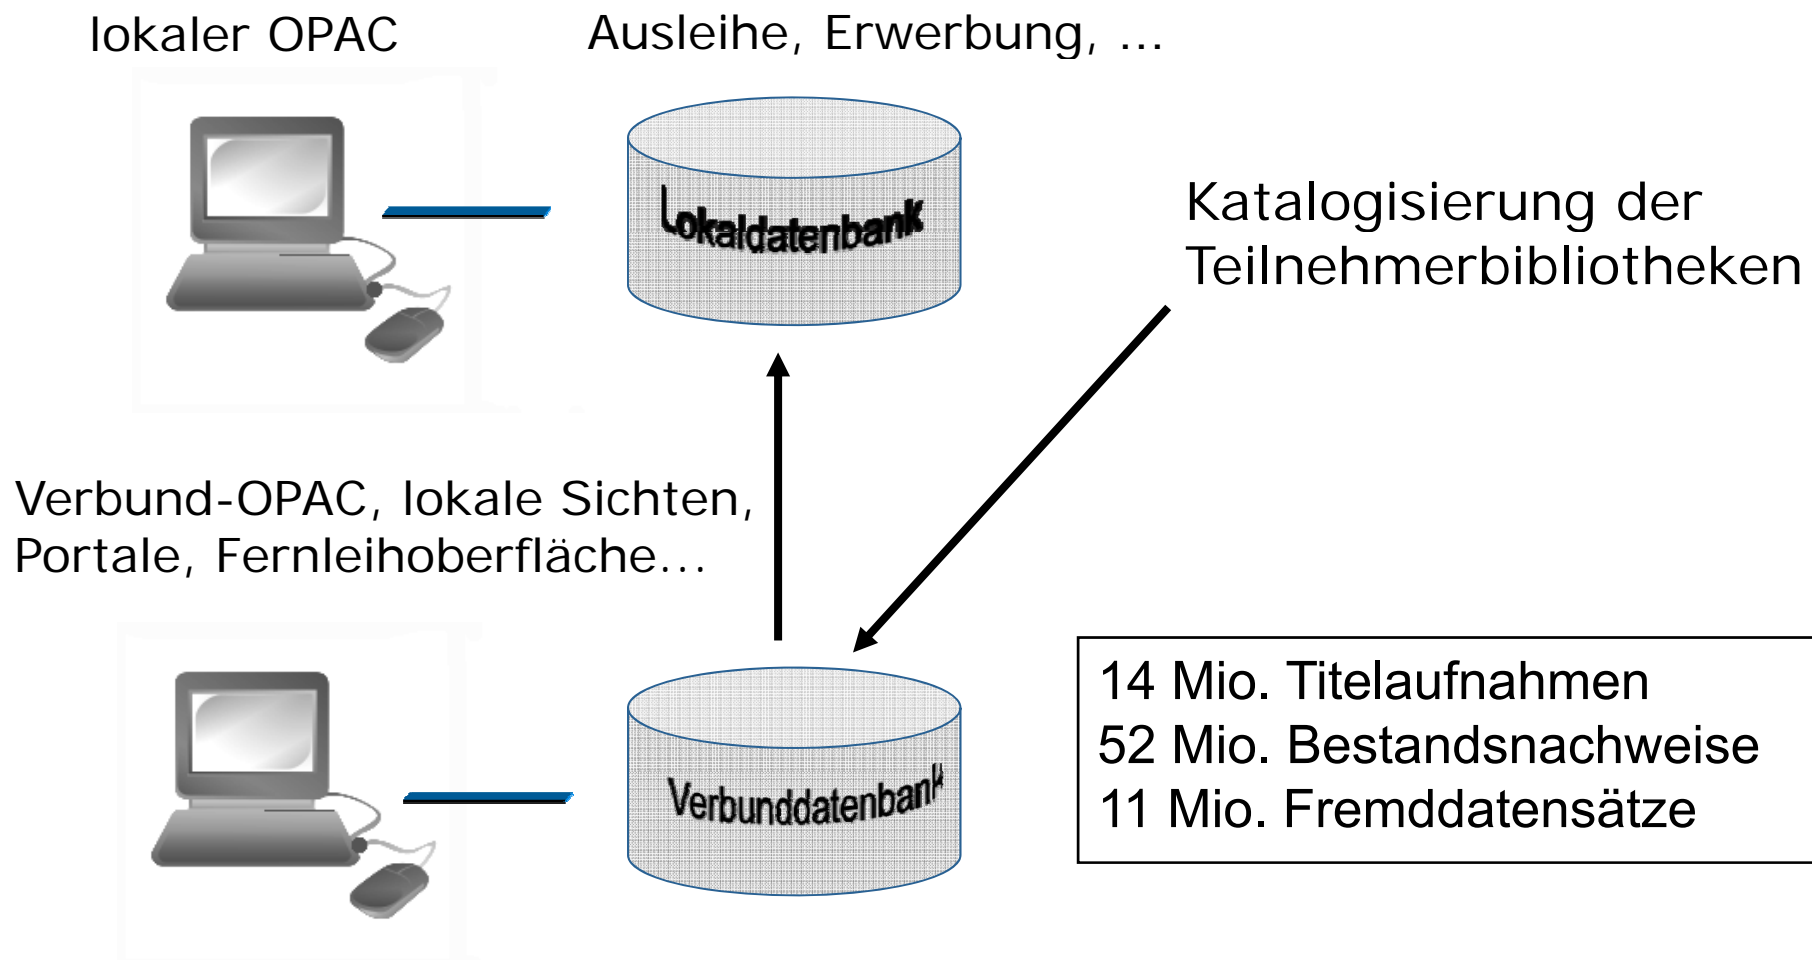 lokaler OPAC
Ausleihe, Erwerbung, ...
Lokaldatenbank
Katalogisierung der
Teilnehmerbibliotheken
Verbund-OPAC, lokale Sichten,
Portale, Fernleihoberfläche...
Verbunddatenbank
14 Mio. Titelaufnahmen
52 Mio. Bestandsnachweise
11 Mio. Fremddatensätze